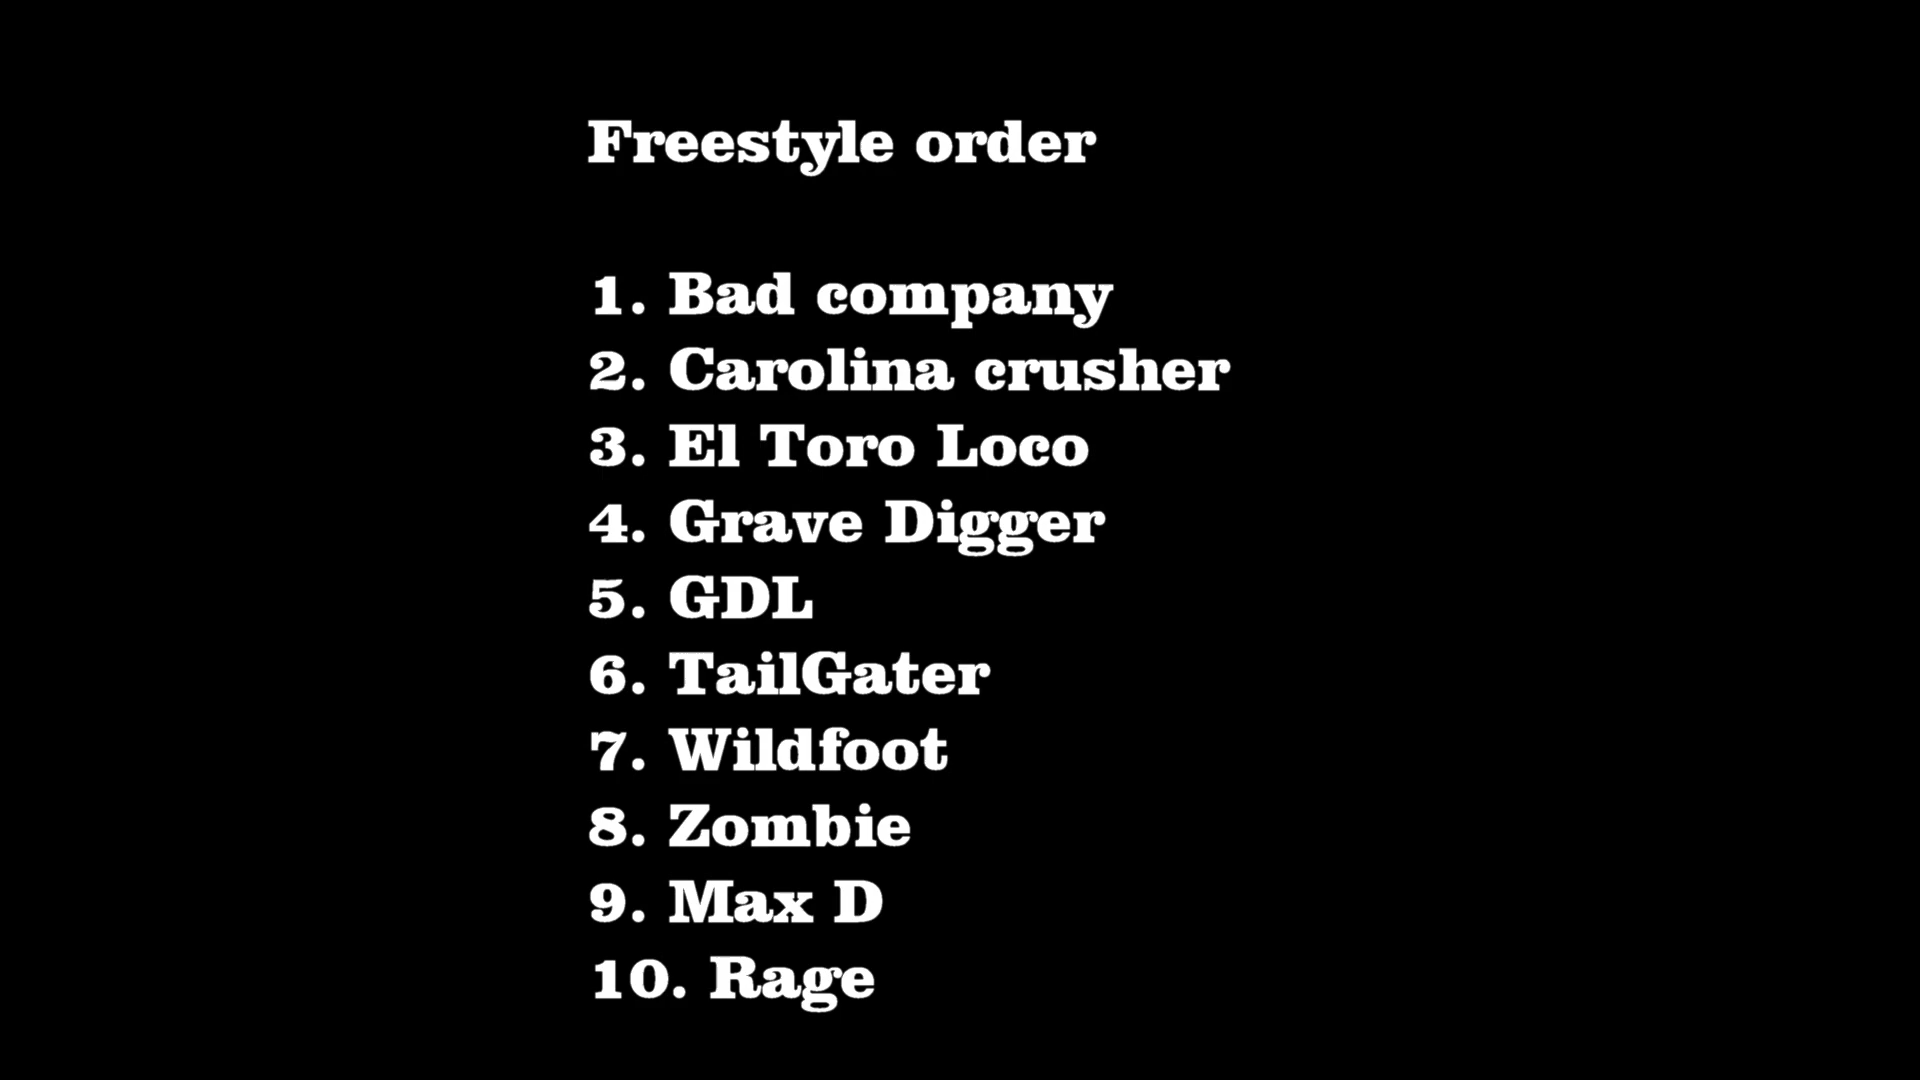 Freestyle order
1. Bad company
2. Carolina crusher
3. El Toro Loco
4. Grave Digger
5. GDL
6. TailGater
7. Wildfoot
8. Zombie
9. Max D
10. Rage